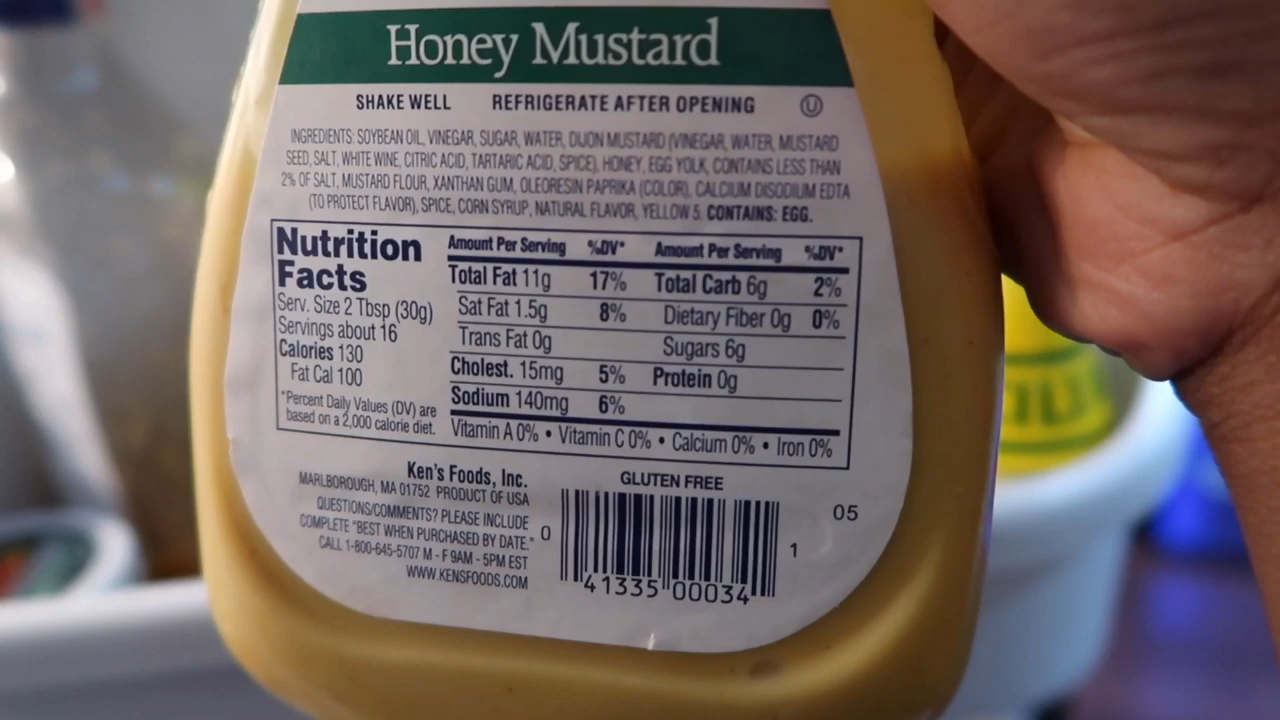 Honey Mustard
SHAKE WELL REFRIGERATE AFTER OPENING U
INGREDIENTS: SOYBEAN OIL, VINEGAR, SUGAR, WATER, DIJON MUSTARD (VINEGAR, WATER, MUSTARD
SEED, SALT, WHITE WINE, CITRIC ACID, TARTARIC ACID, SPICE), HONEY, EGG YOLK, CONTAINS LESS THAN
2% OF SALT, MUSTARD FLOUR, XANTHAN GUM, OLEORESIN PAPRIKA (COLOR), CALCIUM DISODIUM EDTA
(TO PROTECT FLAVOR), SPICE, CORN SYRUP, NATURAL FLAVOR, YELLOW 5. CONTAINS: EGG.
Nutrition
Facts
Serv. Size 2 Tbsp (30g)
Servings about 16
Calories 130
Fat Cal 100
*Percent Daily Values (DV) are
based on a 2,000 calorie diet.
Amount Per Serving %DV* Amount Per Serving %DV*
Total Fat 11g 17% Total Carb 6g 2%
Sat Fat 1.5g 8% Dietary Fiber 0g 0%
Trans Fat 0g Sugars 6g
Cholest. 15mg 5% Protein 0g
Sodium 140mg 6%
Vitamin A 0% • Vitamin C 0% • Calcium 0% • Iron 0%
Ken's Foods, Inc.
MARLBOROUGH, MA 01752 PRODUCT OF USA
QUESTIONS/COMMENTS? PLEASE INCLUDE
COMPLETE "BEST WHEN PURCHASED BY DATE."
CALL 1-800-645-5707 M - F 9AM - 5PM EST
WWW.KENSFOODS.COM
GLUTEN FREE
05
0 41335 00034 1